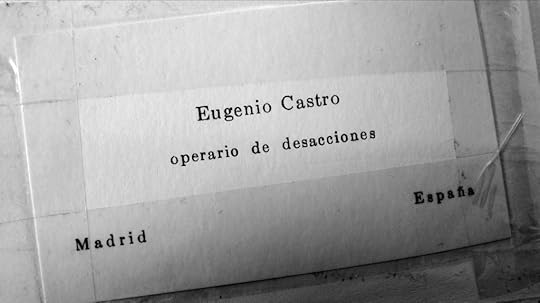 Eugenio Castro
operario de desacciones
España
Madrid